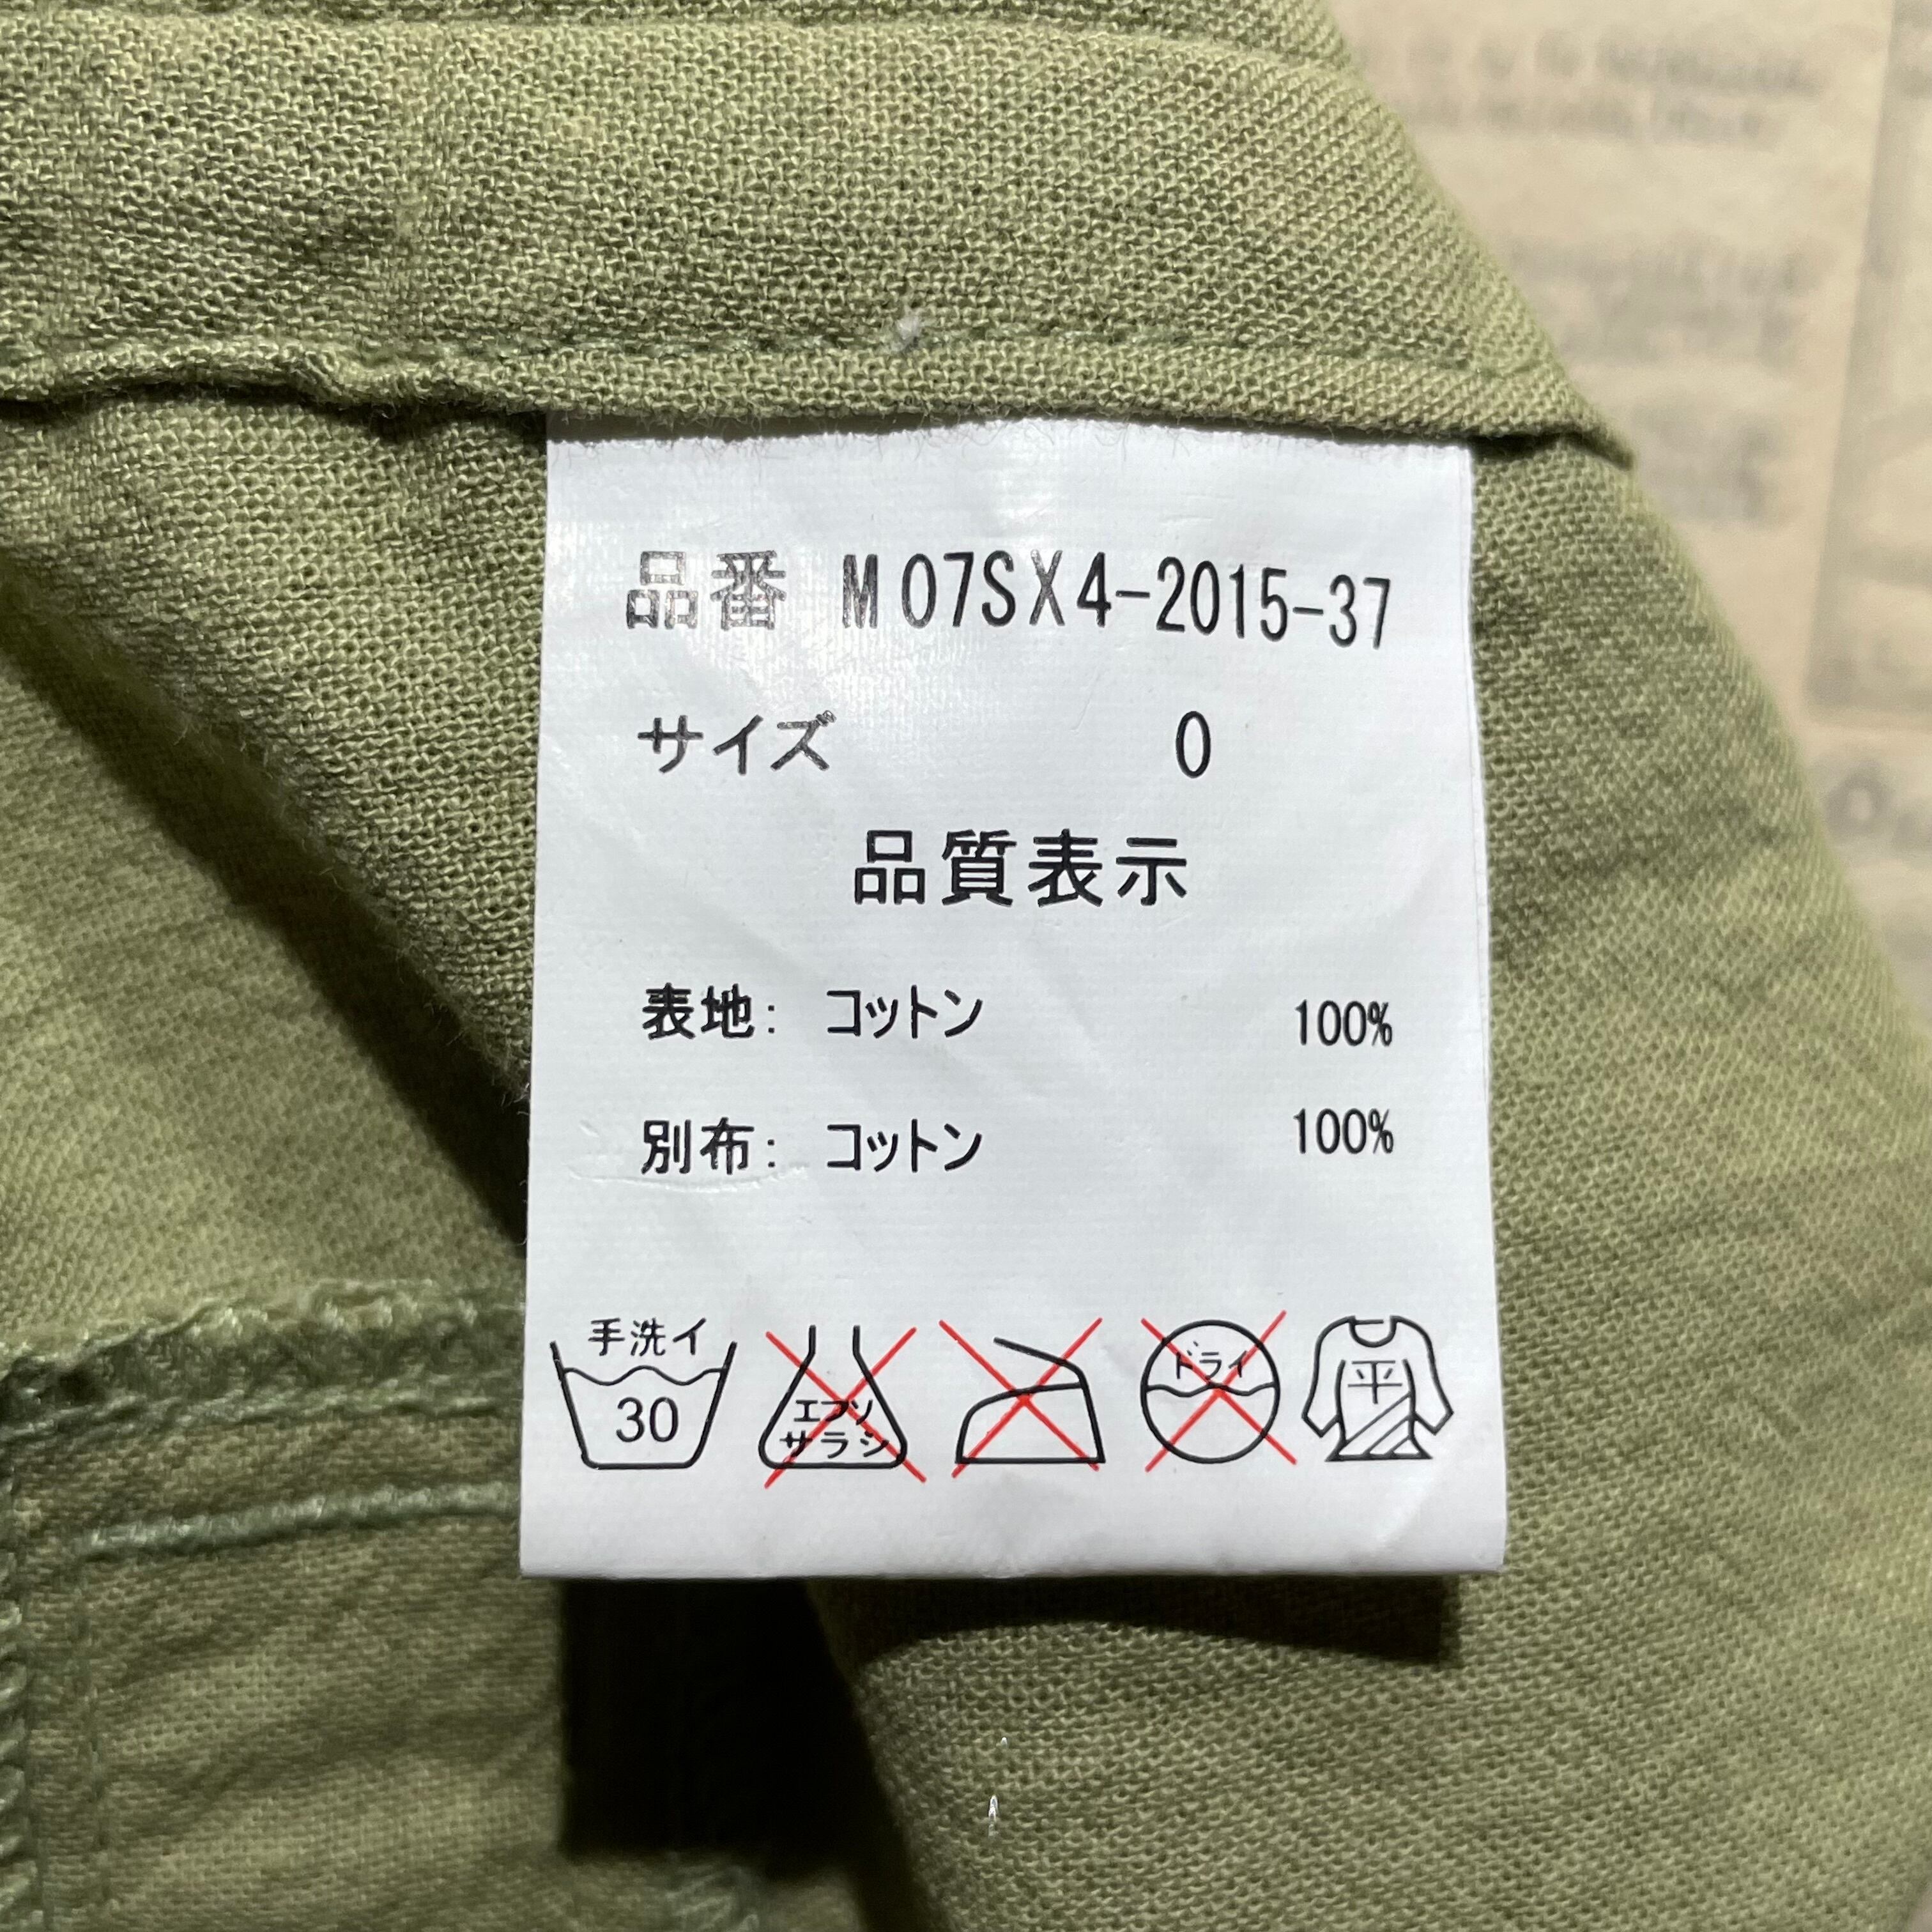 品番 M07SX4-2015-37
サイズ 0
品質表示
表地: コットン 100%
別布: コットン 100%
手洗イ 30
エンソサラシ
ドライ
平